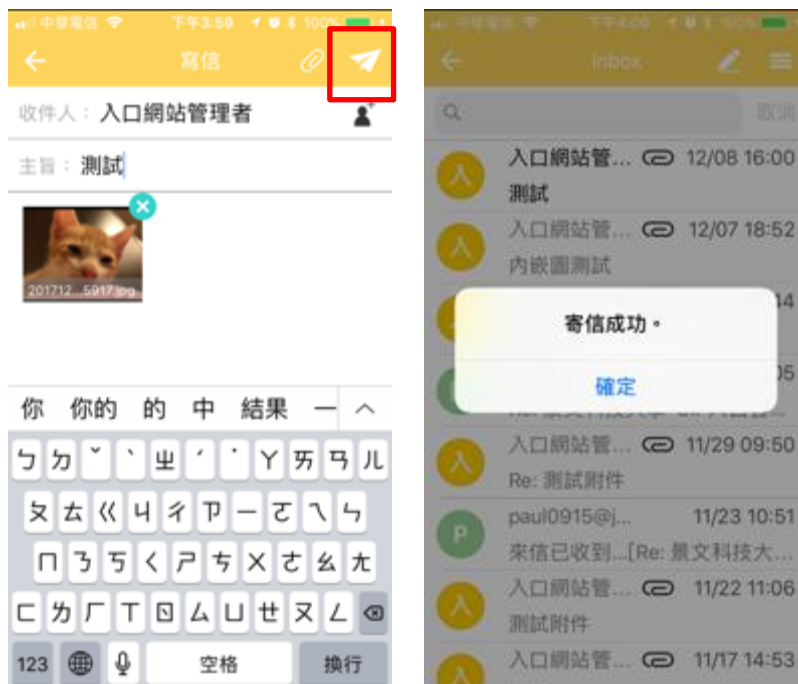 中華電信 下午3:59 100%
寫信
收件人：入口網站管理者
主旨：測試
201712...5917.jpg
你 你的 的 中 結果 一
ㄅ ㄉ ˇ ˋ ㄓ ˊ ˙ ㄚ ㄞ ㄢ ㄦ
ㄆ ㄊ ㄍ ㄐ ㄔ ㄗ ㄧ ㄛ ㄟ ㄣ
ㄇ ㄋ ㄎ ㄑ ㄕ ㄘ ㄨ ㄜ ㄠ ㄤ
ㄈ ㄌ ㄏ ㄒ ㄖ ㄙ ㄩ ㄝ ㄡ ㄥ
123 空格 換行
中華電信 下午4:00 100%
Inbox
取消
入口網站管... 12/08 16:00
測試
入口網站管... 12/07 18:52
內嵌圖測試
寄信成功。
確定
入口網站管... 11/29 09:50
Re: 測試附件
paul0915@j... 11/23 10:51
來信已收到...[Re: 景文科技大...
入口網站管... 11/22 11:06
測試附件
入口網站管... 11/17 14:53